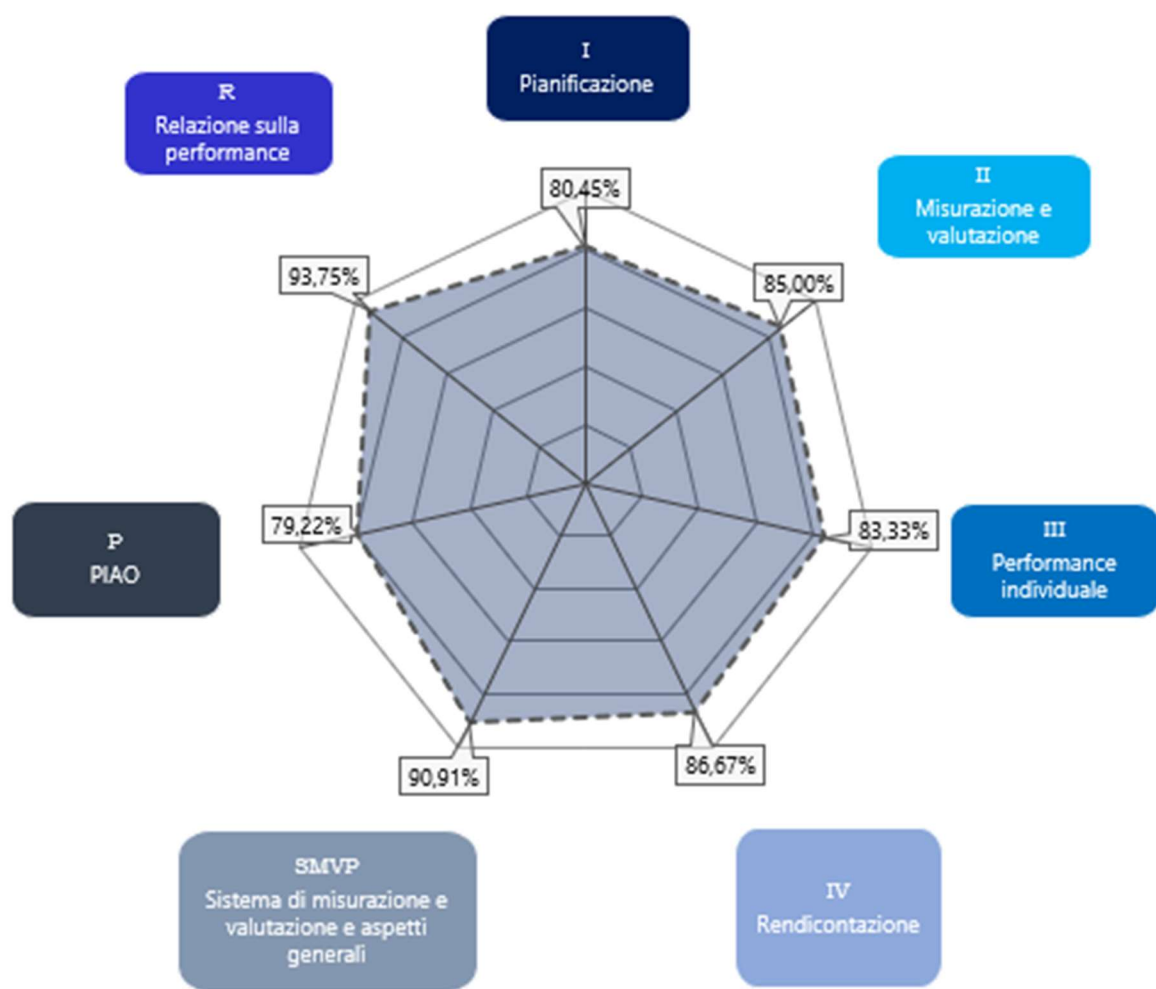 I
Pianificazione
R
Relazione sulla
performance
II
Misurazione e
valutazione
80,45%
93,75%
85,00%
P
PIAO
79,22%
83,33%
III
Performance
individuale
90,91%
86,67%
SMVP
Sistema di misurazione e
valutazione e aspetti
generali
IV
Rendicontazione